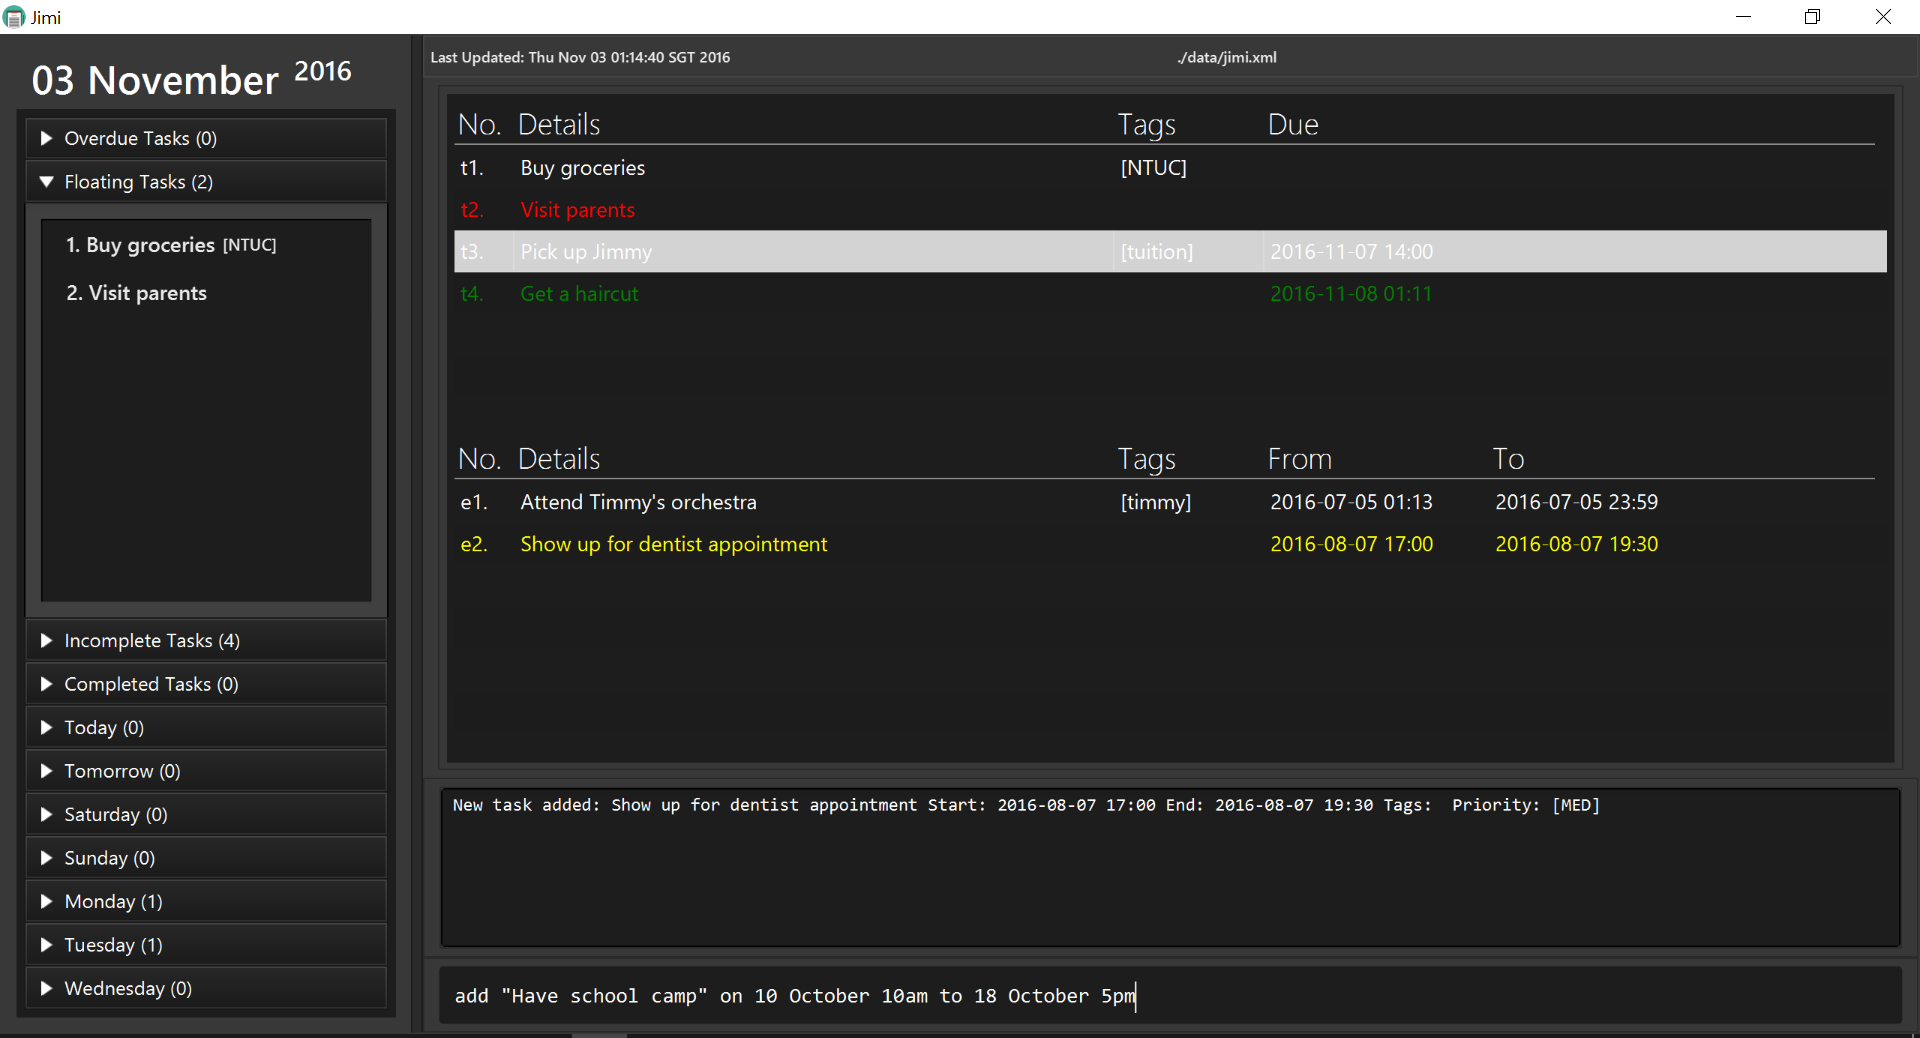 Jimi
03 November 2016
Overdue Tasks (0)
Floating Tasks (2)
1. Buy groceries [NTUC]
2. Visit parents
Incomplete Tasks (4)
Completed Tasks (0)
Today (0)
Tomorrow (0)
Saturday (0)
Sunday (0)
Monday (1)
Tuesday (1)
Wednesday (0)
Last Updated: Thu Nov 03 01:14:40 SGT 2016 ./data/jimi.xml
No. Details Tags Due
t1. Buy groceries [NTUC]
t2. Visit parents
t3. Pick up Jimmy [tuition] 2016-11-07 14:00
t4. Get a haircut 2016-11-08 01:11
No. Details Tags From To
e1. Attend Timmy's orchestra [timmy] 2016-07-05 01:13 2016-07-05 23:59
e2. Show up for dentist appointment 2016-08-07 17:00 2016-08-07 19:30
New task added: Show up for dentist appointment Start: 2016-08-07 17:00 End: 2016-08-07 19:30 Tags:  Priority: [MED]
add "Have school camp" on 10 October 10am to 18 October 5pm